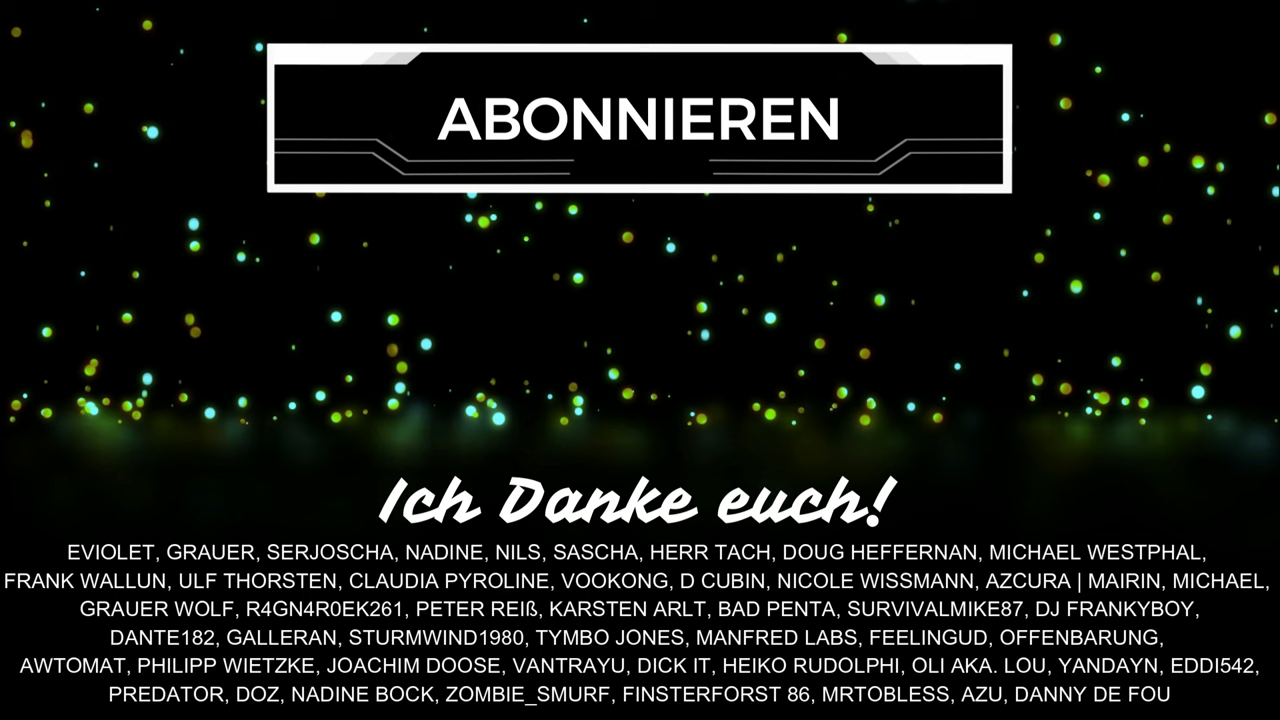 ABONNIEREN
Ich Danke euch!
EVIOLET, GRAUER, SERJOSCHA, NADINE, NILS, SASCHA, HERR TACH, DOUG HEFFERNAN, MICHAEL WESTPHAL,
FRANK WALLUN, ULF THORSTEN, CLAUDIA PYROLINE, VOOKONG, D CUBIN, NICOLE WISSMANN, AZCURA | MAIRIN, MICHAEL,
GRAUER WOLF, R4GN4R0EK261, PETER REIß, KARSTEN ARLT, BAD PENTA, SURVIVALMIKE87, DJ FRANKYBOY,
DANTE182, GALLERAN, STURMWIND1980, TYMBO JONES, MANFRED LABS, FEELINGUD, OFFENBARUNG,
AWTOMAT, PHILIPP WIETZKE, JOACHIM DOOSE, VANTRAYU, DICK IT, HEIKO RUDOLPHI, OLI AKA. LOU, YANDAYN, EDDI542,
PREDATOR, DOZ, NADINE BOCK, ZOMBIE_SMURF, FINSTERFORST 86, MRTOBLESS, AZU, DANNY DE FOU